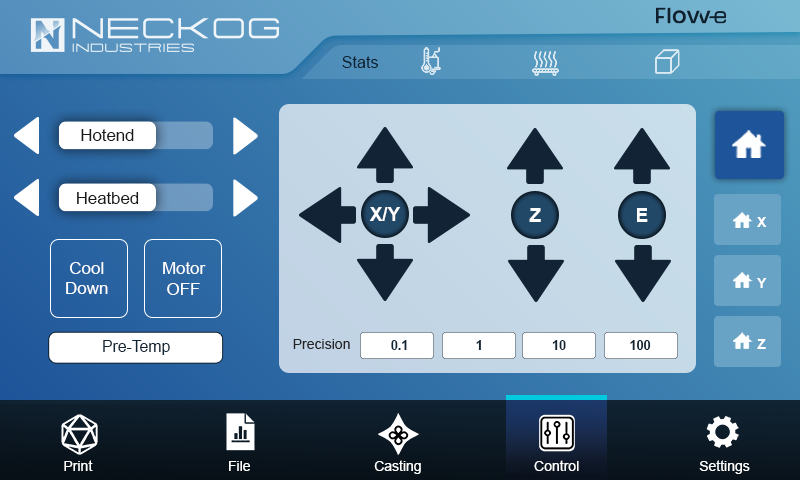 Flowe
NECKOG
INDUSTRIES
Stats
Hotend
Heatbed
Cool
Down
Motor
OFF
Pre-Temp
X/Y
Z
E
Precision
0.1
1
10
100
X
Y
Z
Print
File
Casting
Control
Settings